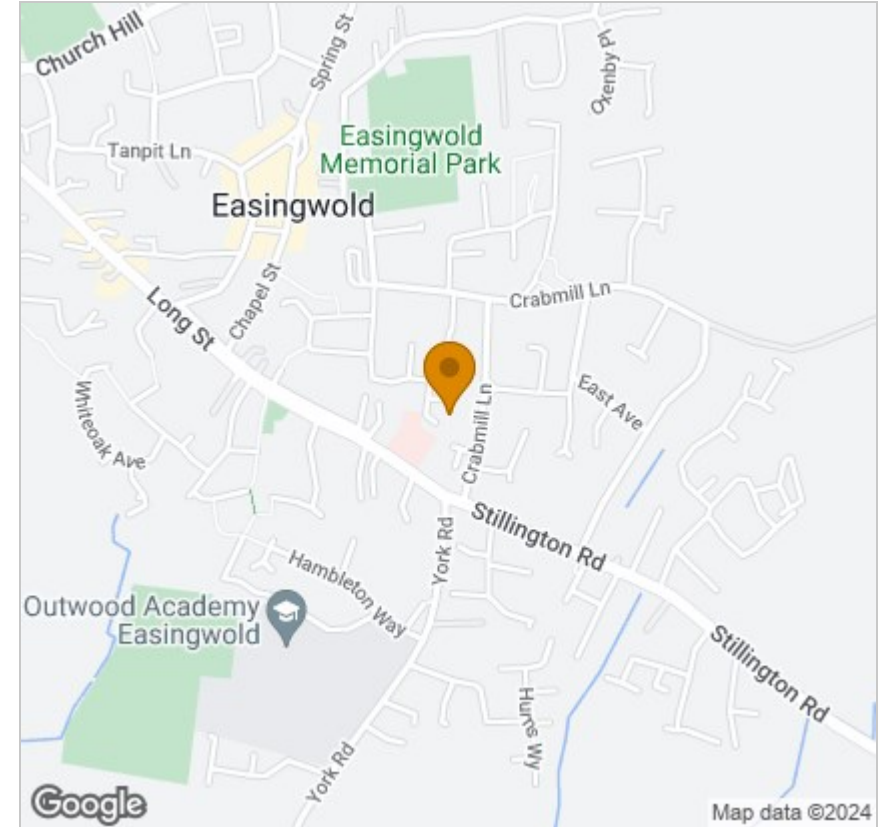 Church Hill
Spring St
Oxenby Pl
Tanpit Ln
Easingwold
Memorial Park
Easingwold
Chapel St
Crabmill Ln
Long St
Whiteoak Ave
East Ave
Crabmill Ln
Stillington Rd
York Rd
Hambleton Way
Outwood Academy
Easingwold
Stillington Rd
York Rd
Google
Map data ©2024